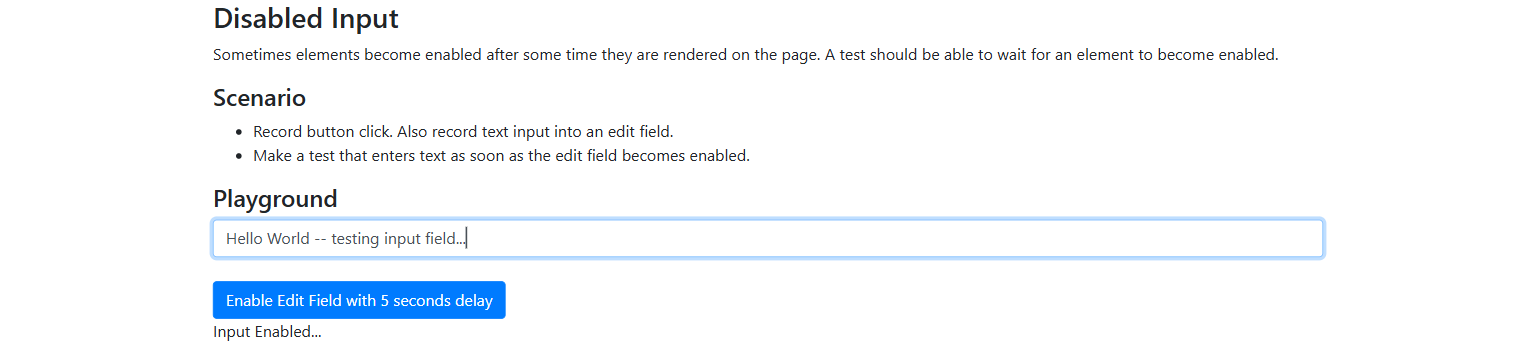 Disabled Input
Sometimes elements become enabled after some time they are rendered on the page. A test should be able to wait for an element to become enabled.
Scenario
• Record button click. Also record text input into an edit field.
• Make a test that enters text as soon as the edit field becomes enabled.
Playground
Hello World -- testing input field...
Enable Edit Field with 5 seconds delay
Input Enabled...